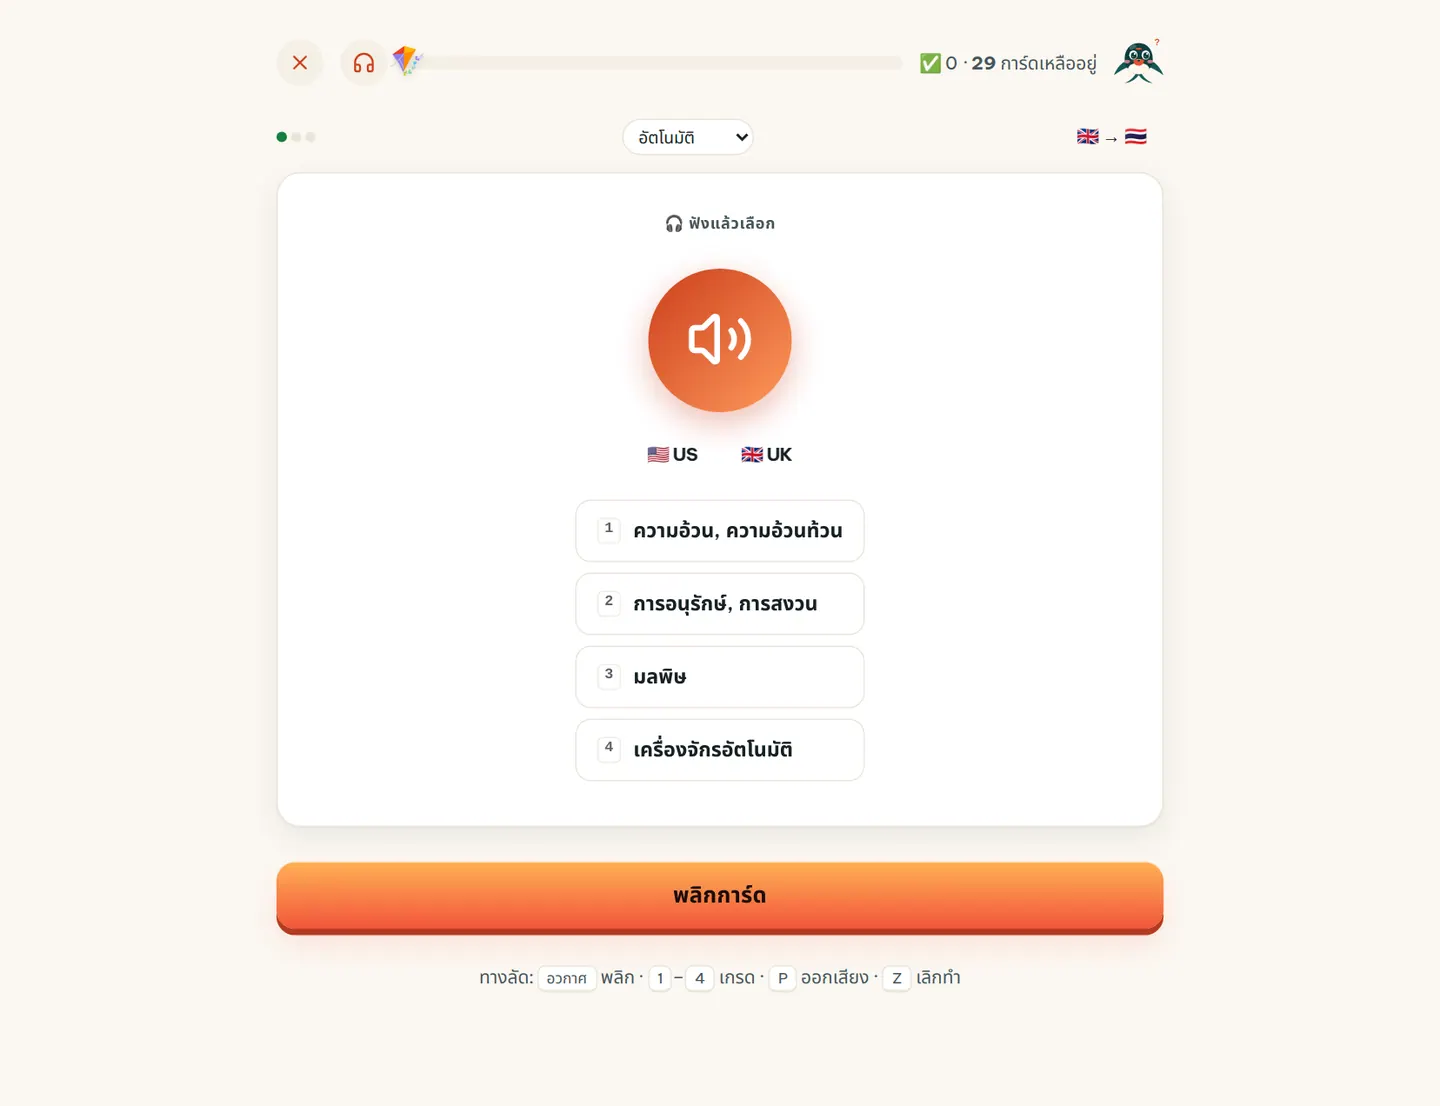 ✅ 0 · 29 การ์ดเหลืออยู่
?
อัตโนมัติ
🇬🇧 → 🇹🇭
🎧 ฟังแล้วเลือก
🇺🇸 US 🇬🇧 UK
1 ความอ้วน, ความอ้วนท้วน
2 การอนุรักษ์, การสงวน
3 มลพิษ
4 เครื่องจักรอัตโนมัติ
พลิกการ์ด
ทางลัด: อวกาศ พลิก · 1 – 4 เกรด · P ออกเสียง · Z เลิกทำ